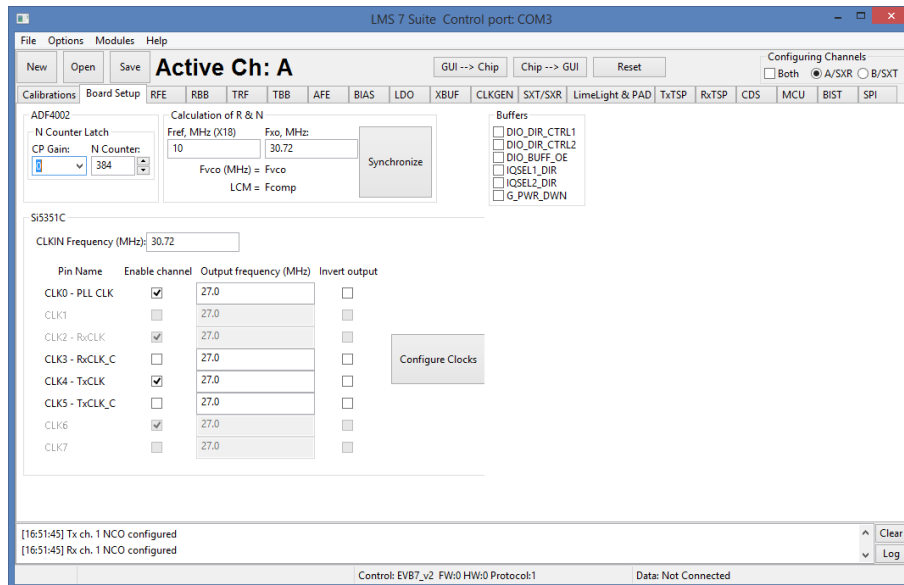 LMS 7 Suite Control port: COM3
File Options Modules Help
New Open Save Active Ch: A GUI --> Chip Chip --> GUI Reset Configuring Channels
Both A/SXR B/SXT
Calibrations Board Setup RFE RBB TRF TBB AFE BIAS LDO XBUF CLKGEN SXT/SXR LimeLight & PAD TxTSP RxTSP CDS MCU BIST SPI
ADF4002 Calculation of R & N Buffers
N Counter Latch Fref, MHz (X18) Fxo, MHz: DIO_DIR_CTRL1
CP Gain: N Counter: 10 30.72 Synchronize DIO_DIR_CTRL2
0 384 DIO_BUFF_OE
Fvco (MHz) = Fvco IQSEL1_DIR
LCM = Fcomp IQSEL2_DIR
G_PWR_DWN
Si5351C
CLKIN Frequency (MHz): 30.72
Pin Name Enable channel Output frequency (MHz) Invert output
CLK0 - PLL CLK 27.0
CLK1 27.0
CLK2 - RxCLK 27.0
CLK3 - RxCLK_C 27.0 Configure Clocks
CLK4 - TxCLK 27.0
CLK5 - TxCLK_C 27.0
CLK6 27.0
CLK7 27.0
[16:51:45] Tx ch. 1 NCO configured Clear
[16:51:45] Rx ch. 1 NCO configured Log
Control: EVB7_v2 FW:0 HW:0 Protocol:1 Data: Not Connected